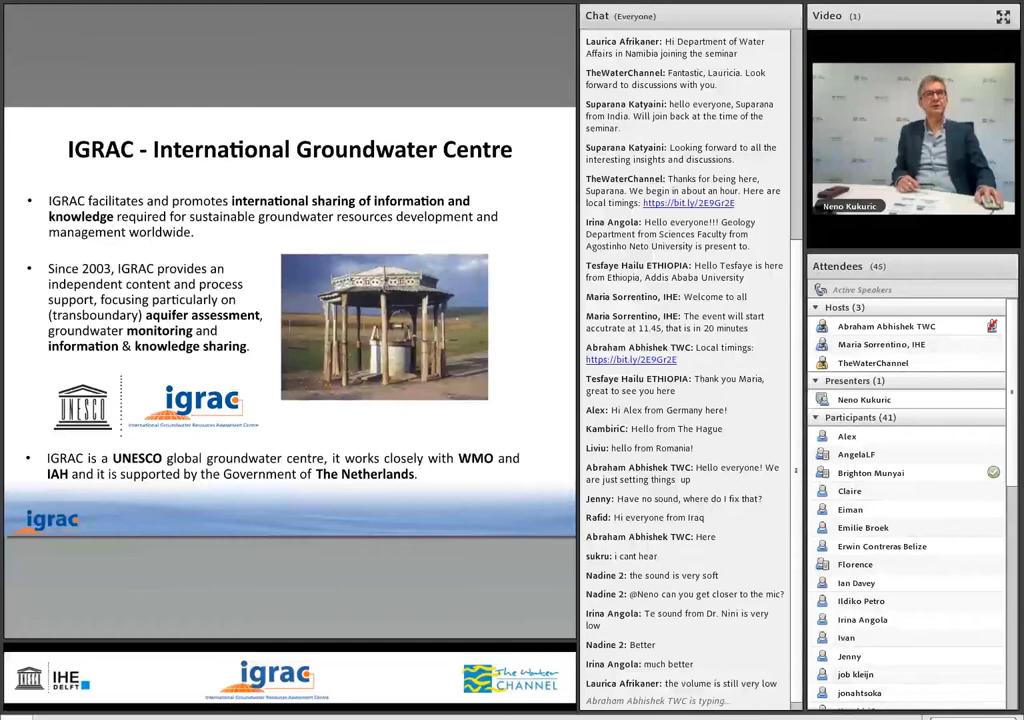 IGRAC - International Groundwater Centre
• IGRAC facilitates and promotes international sharing of information and
knowledge required for sustainable groundwater resources development and
management worldwide.
• Since 2003, IGRAC provides an
independent content and process
support, focusing particularly on
(transboundary) aquifer assessment,
groundwater monitoring and
information & knowledge sharing.
UNESCO
igrac
International Groundwater Resources Assessment Centre
• IGRAC is a UNESCO global groundwater centre, it works closely with WMO and
IAH and it is supported by the Government of The Netherlands.
igrac
IHE
DELFT
igrac
International Groundwater Resources Assessment Centre
The Water
CHANNEL
Chat (Everyone)
Laurica Afrikaner: Hi Department of Water
Affairs in Namibia joining the seminar
TheWaterChannel: Fantastic, Lauricia. Look
forward to discussions with you.
Suparana Katyaini: hello everyone, Suparana
from India. Will join back at the time of the
seminar.
Suparana Katyaini: Looking forward to all the
interesting insights and discussions.
TheWaterChannel: Thanks for being here,
Suparana. We begin in about an hour. Here are
local timings: https://bit.ly/2E9Gr2E
Irina Angola: Hello everyone!!! Geology
Department from Sciences Faculty from
Agostinho Neto University is present to.
Tesfaye Hailu ETHIOPIA: Hello Tesfaye is here
from Ethiopia, Addis Ababa University
Maria Sorrentino, IHE: Welcome to all
Maria Sorrentino, IHE: The event will start
accutrate at 11.45, that is in 20 minutes
Abraham Abhishek TWC: Local timings:
https://bit.ly/2E9Gr2E
Tesfaye Hailu ETHIOPIA: Thank you Maria,
great to see you here
Alex: Hi Alex from Germany here!
KambiriC: Hello from The Hague
Liviu: hello from Romania!
Abraham Abhishek TWC: Hello everyone! We
are just setting things up
Jenny: Have no sound, where do I fix that?
Rafid: Hi everyone from Iraq
Abraham Abhishek TWC: Here
sukru: i cant hear
Nadine 2: the sound is very soft
Nadine 2: @Neno can you get closer to the mic?
Irina Angola: Te sound from Dr. Nini is very
low
Nadine 2: Better
Irina Angola: much better
Laurica Afrikaner: the volume is still very low
Abraham Abhishek TWC is typing...
Video (1)
Neno Kukuric
Attendees (45)
Active Speakers
Hosts (3)
Abraham Abhishek TWC
Maria Sorrentino, IHE
TheWaterChannel
Presenters (1)
Neno Kukuric
Participants (41)
Alex
AngelaLF
Brighton Munyai
Claire
Eiman
Emilie Broek
Erwin Contreras Belize
Florence
Ian Davey
Ildiko Petro
Irina Angola
Ivan
Jenny
job kleijn
jonahtsoka